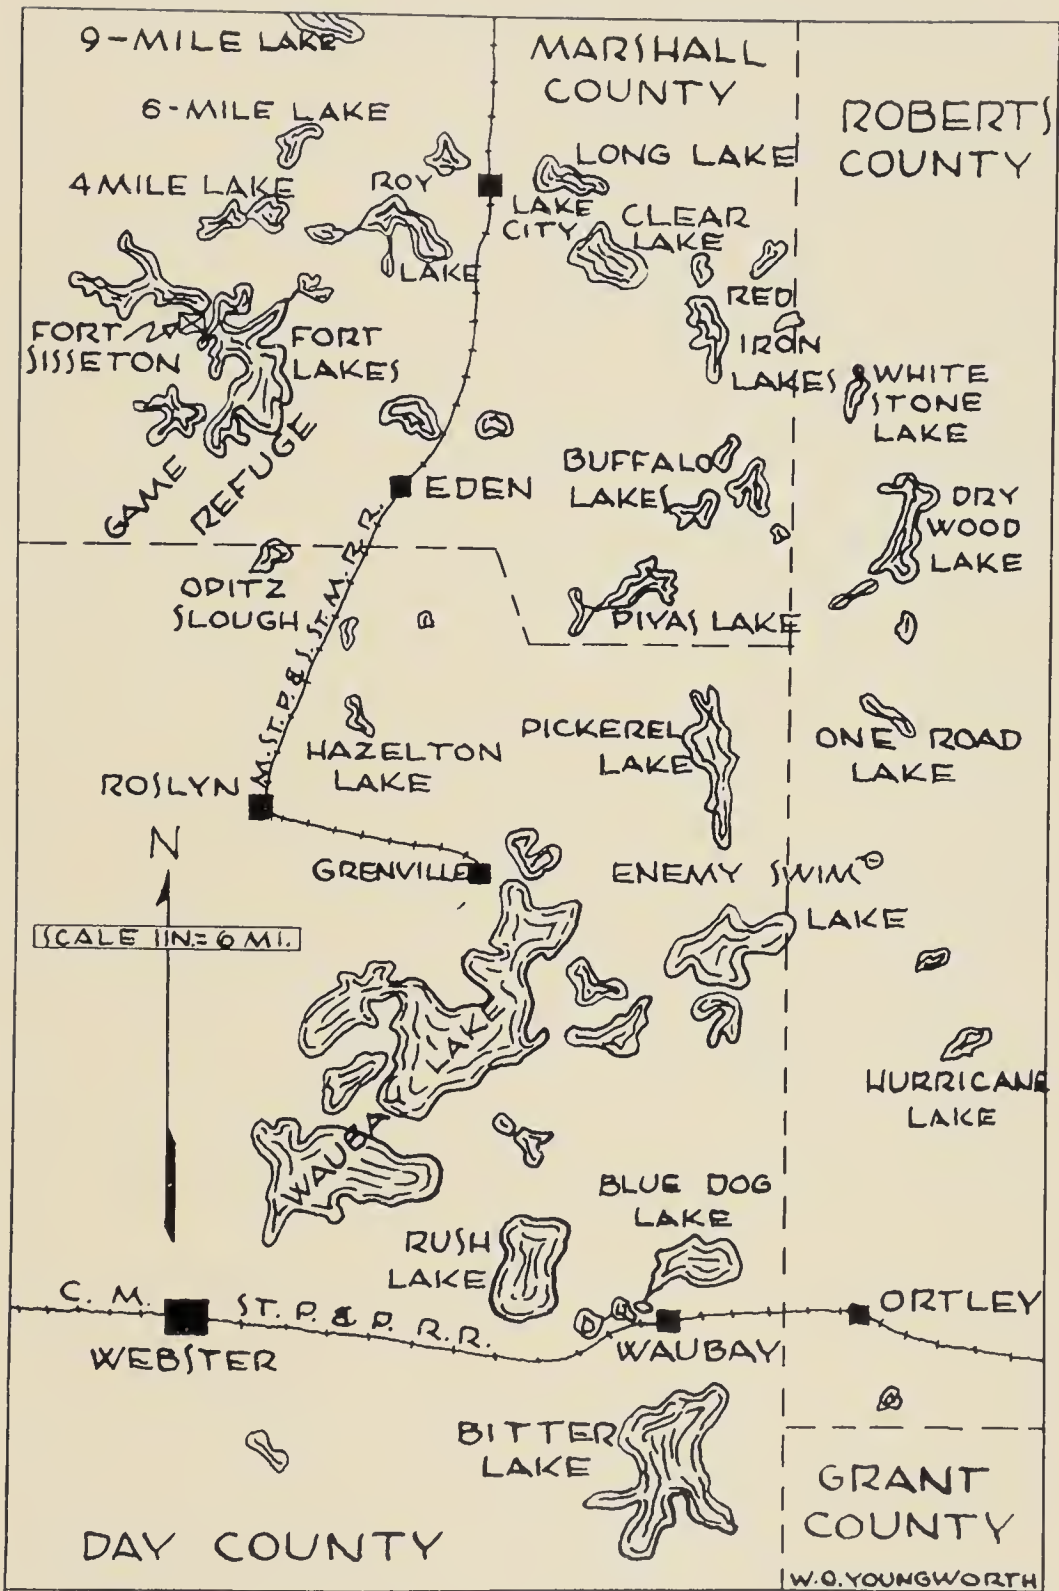 9-MILE LAKE
MARSHALL
COUNTY
ROBERTS
COUNTY
6-MILE LAKE
LONG LAKE
4 MILE LAKE
ROY
LAKE
LAKE
CITY
CLEAR
LAKE
RED
IRON
LAKES
FORT
SISSETON
FORT
LAKES
WHITE
STONE
LAKE
GAME
REFUGE
BUFFALO
LAKES
EDEN
DRY
WOOD
LAKE
OPITZ
SLOUGH
M. ST. P. & S. ST. M. R. R.
PIYAS LAKE
HAZELTON
LAKE
PICKEREL
LAKE
ONE ROAD
LAKE
ROSLYN
N
GRENVILLE
ENEMY SWIM
LAKE
SCALE 1IN.= 6 MI.
WAUBAY LAKE
HURRICANE
LAKE
BLUE DOG
LAKE
RUSH
LAKE
C. M. ST. P. & P. R. R.
ORTLEY
WEBSTER
WAUBAY
BITTER
LAKE
GRANT
COUNTY
DAY COUNTY
W.O. YOUNGWORTH